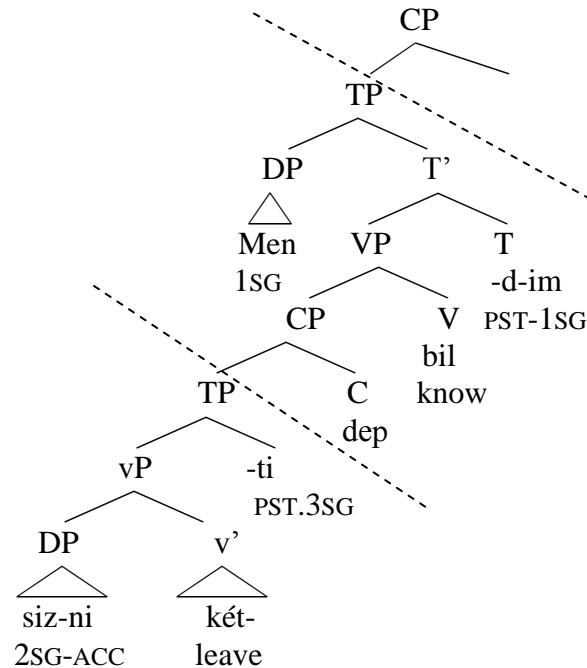 CP
TP
DP T’
Men VP T
1SG -d-im
CP V PST-1SG
bil
TP C know
dep
vP -ti
PST.3SG
DP v’
siz-ni két-
2SG-ACC leave